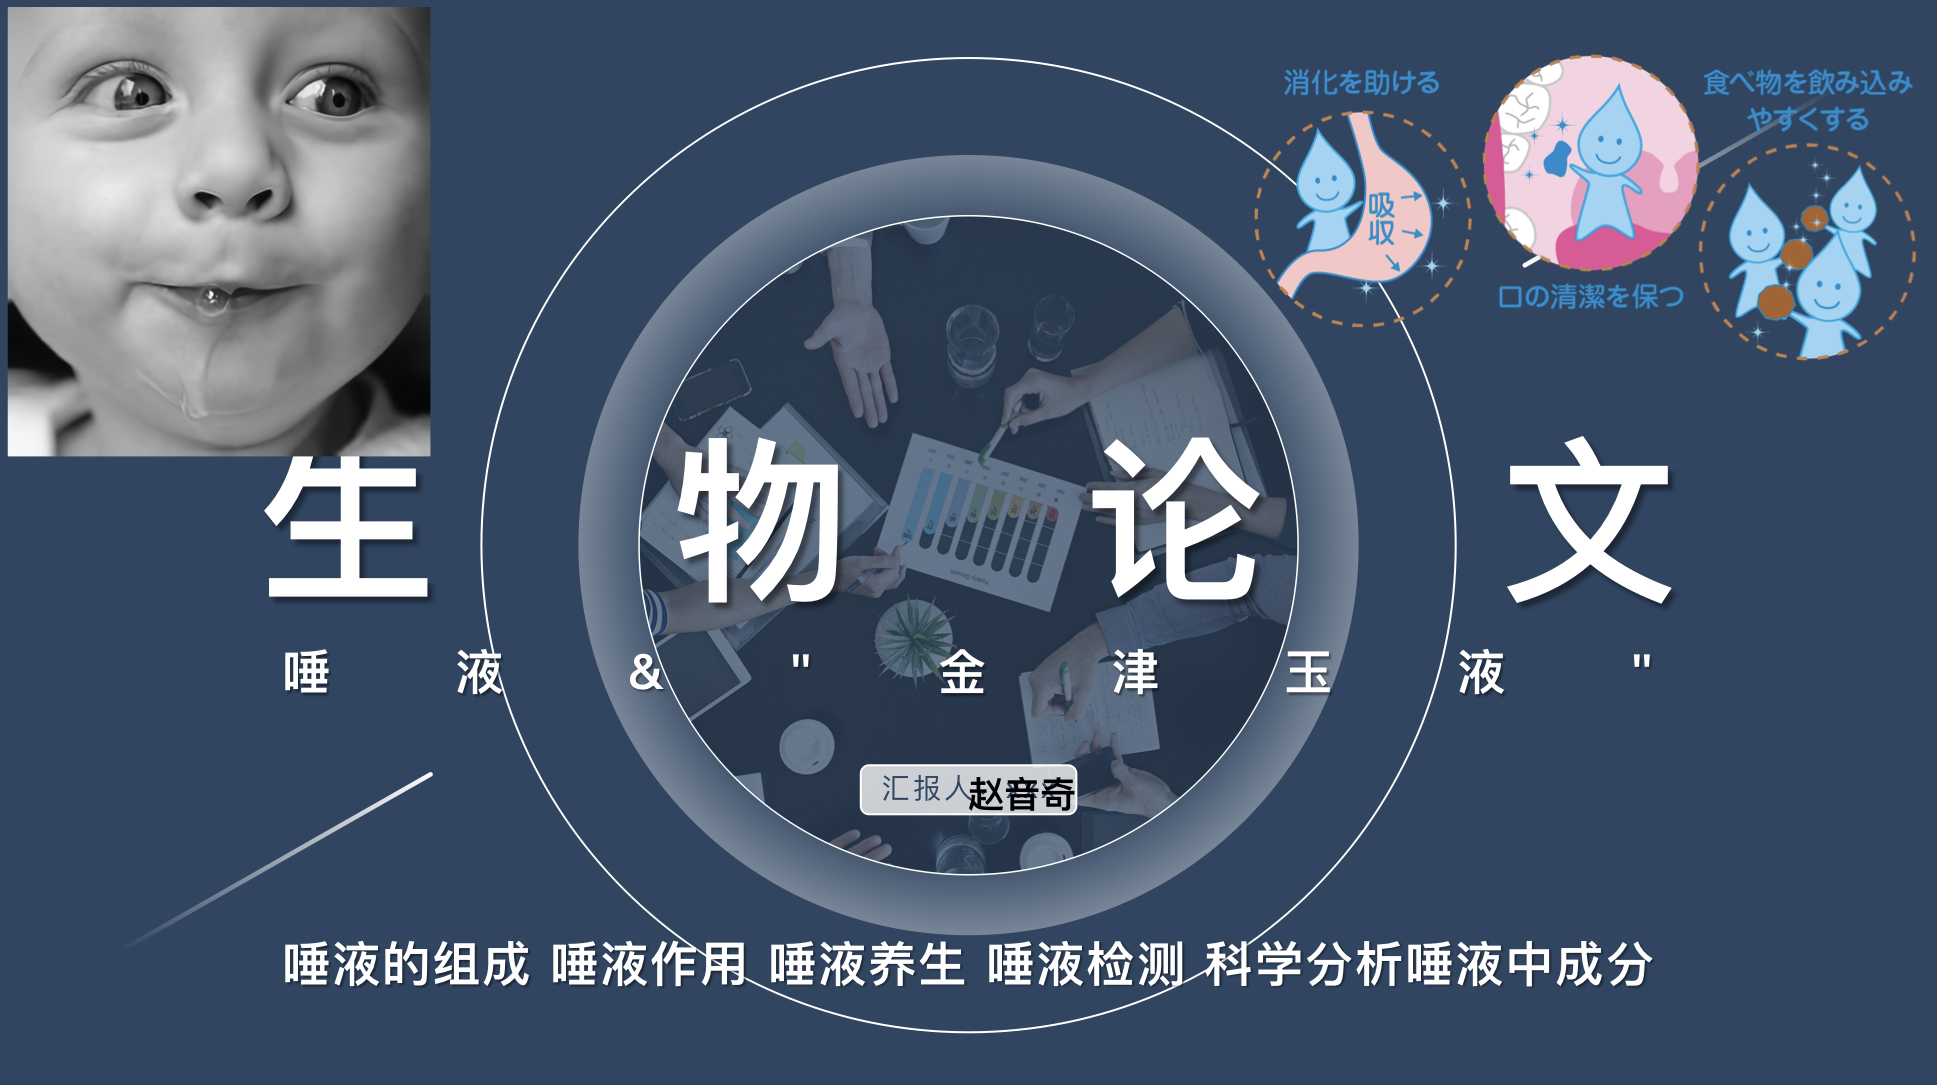 消化を助ける
食べ物を飲み込み
やすくする
吸
収
口の清潔を保つ
生物论文
唾液&"金津玉液"
汇报人
赵音奇
唾液的组成 唾液作用 唾液养生 唾液检测 科学分析唾液中成分